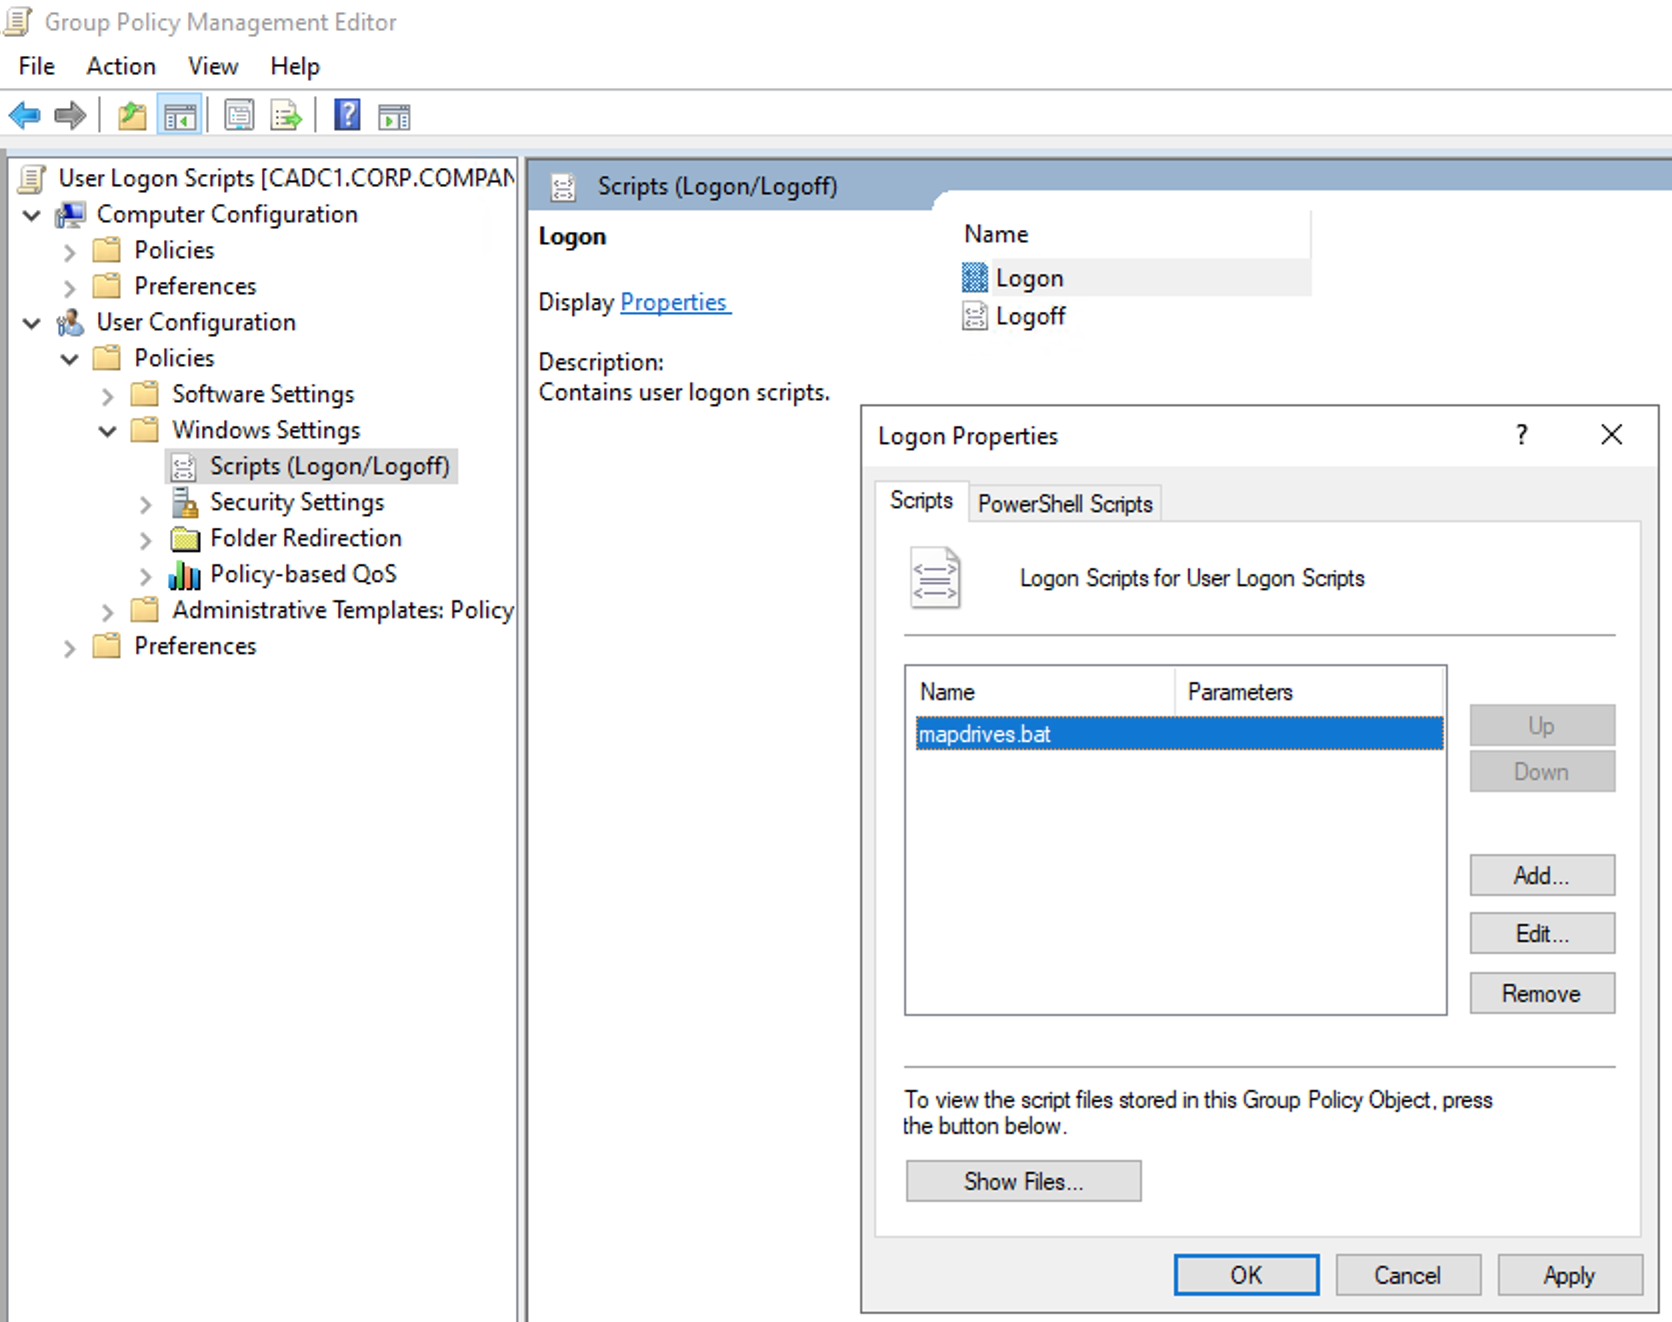 Group Policy Management Editor
File Action View Help
User Logon Scripts [CADC1.CORP.COMPAN
Computer Configuration
Policies
Preferences
User Configuration
Policies
Software Settings
Windows Settings
Scripts (Logon/Logoff)
Security Settings
Folder Redirection
Policy-based QoS
Administrative Templates: Policy
Preferences
Scripts (Logon/Logoff)
Logon
Display Properties
Description:
Contains user logon scripts.
Name
Logon
Logoff
Logon Properties
?
Scripts PowerShell Scripts
Logon Scripts for User Logon Scripts
Name Parameters
mapdrives.bat
Up
Down
Add...
Edit...
Remove
To view the script files stored in this Group Policy Object, press
the button below.
Show Files...
OK Cancel Apply